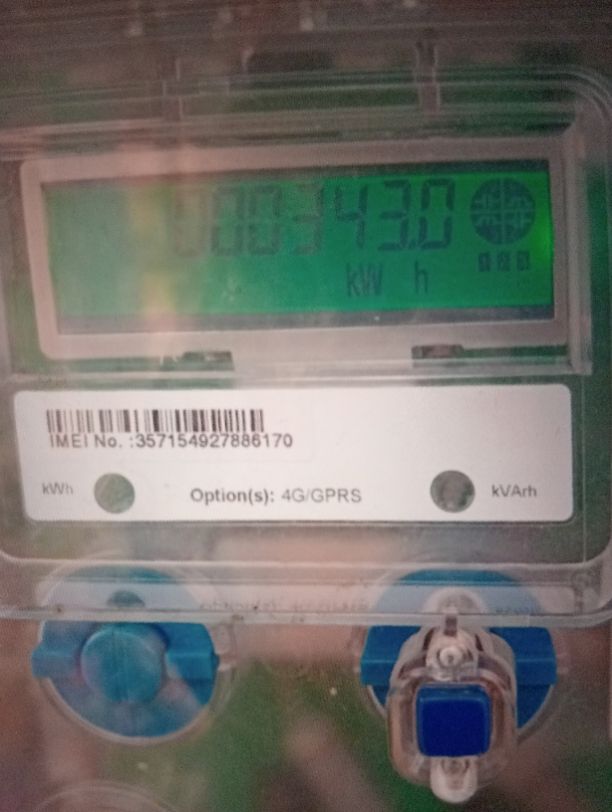 000343.0
kW h
IMEI No. :357154927886170
kWh
Option(s): 4G/GPRS
kVArh